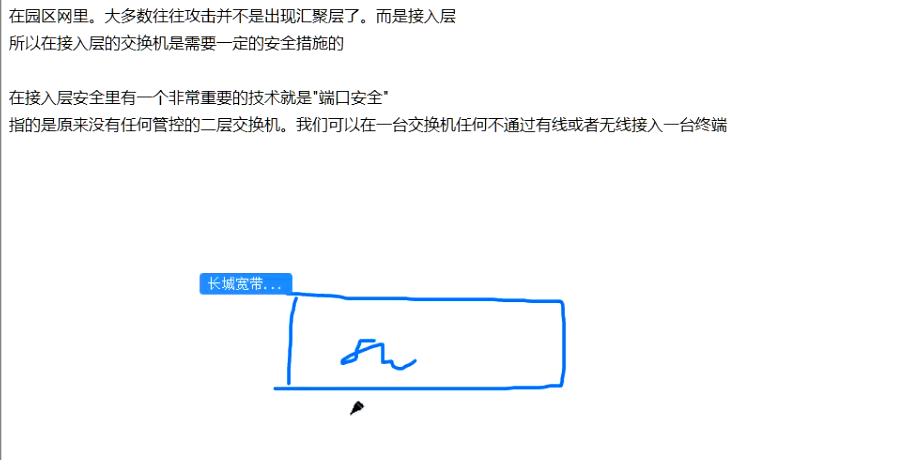 在园区网里。大多数往往攻击并不是出现汇聚层了。而是接入层
所以在接入层的交换机是需要一定的安全措施的
在接入层安全里有一个非常重要的技术就是"端口安全"
指的是原来没有任何管控的二层交换机。我们可以在一台交换机任何不通过有线或者无线接入一台终端
长城宽带...